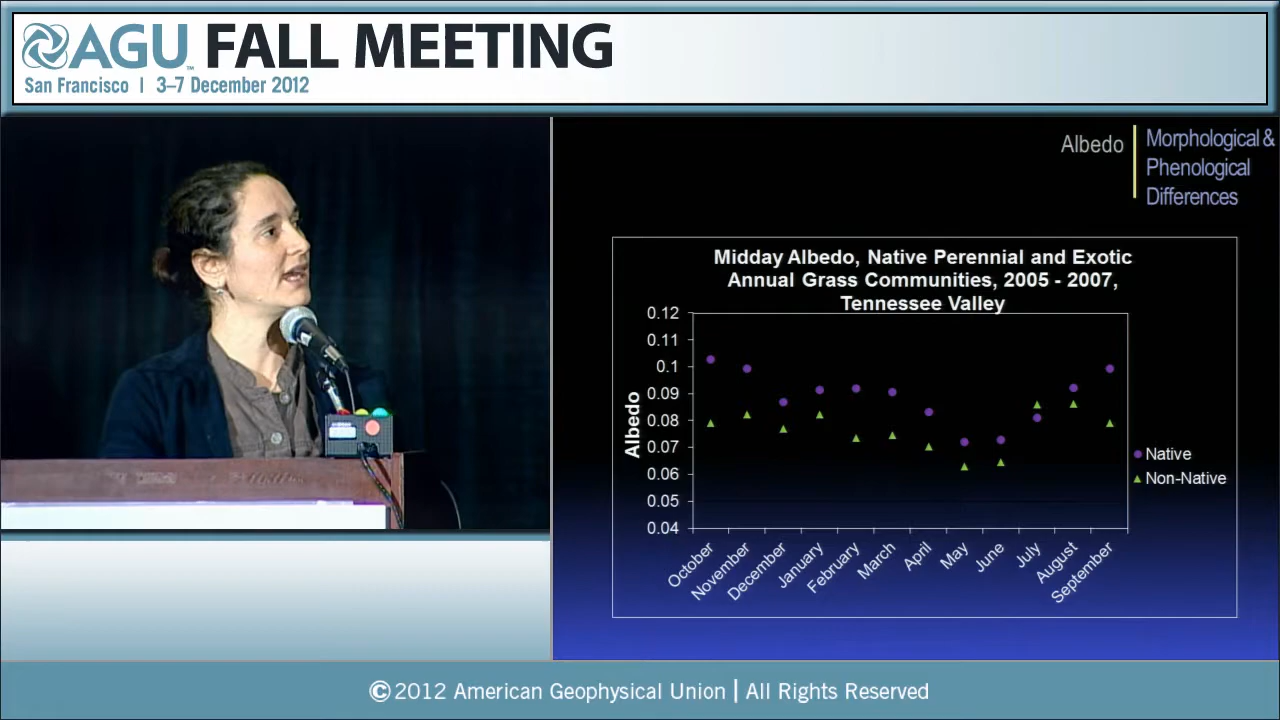 AGU FALL MEETING
San Francisco | 3–7 December 2012
Albedo
Morphological &
Phenological
Differences
Midday Albedo, Native Perennial and Exotic
Annual Grass Communities, 2005 - 2007,
Tennessee Valley
0.12
0.11
0.1
0.09
0.08
0.07
0.06
0.05
0.04
Albedo
October
November
December
January
February
March
April
May
June
July
August
September
Native
Non-Native
© 2012 American Geophysical Union | All Rights Reserved